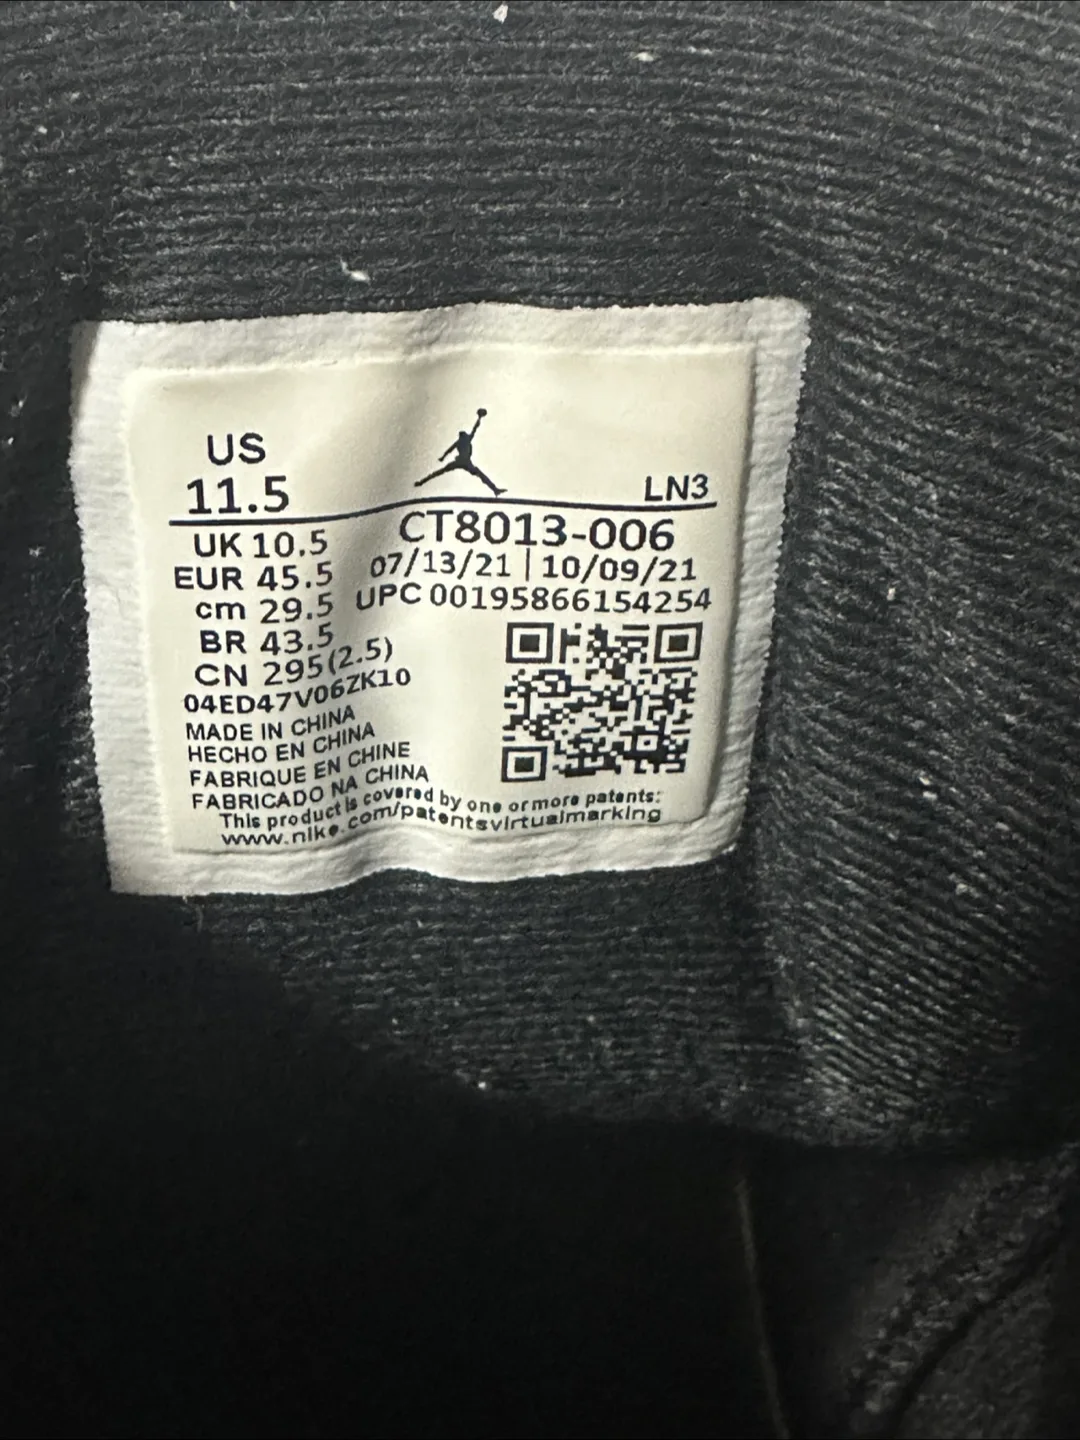 US
11.5
LN3
UK 10.5
EUR 45.5
cm 29.5
BR 43.5
CN 295(2.5)
CT8013-006
07/13/21 | 10/09/21
UPC 00195866154254
04ED47V06ZK10
MADE IN CHINA
HECHO EN CHINA
FABRIQUE EN CHINE
FABRICADO NA CHINA
This product is covered by one or more patents:
www.nike.com/patentsvirtualmarking